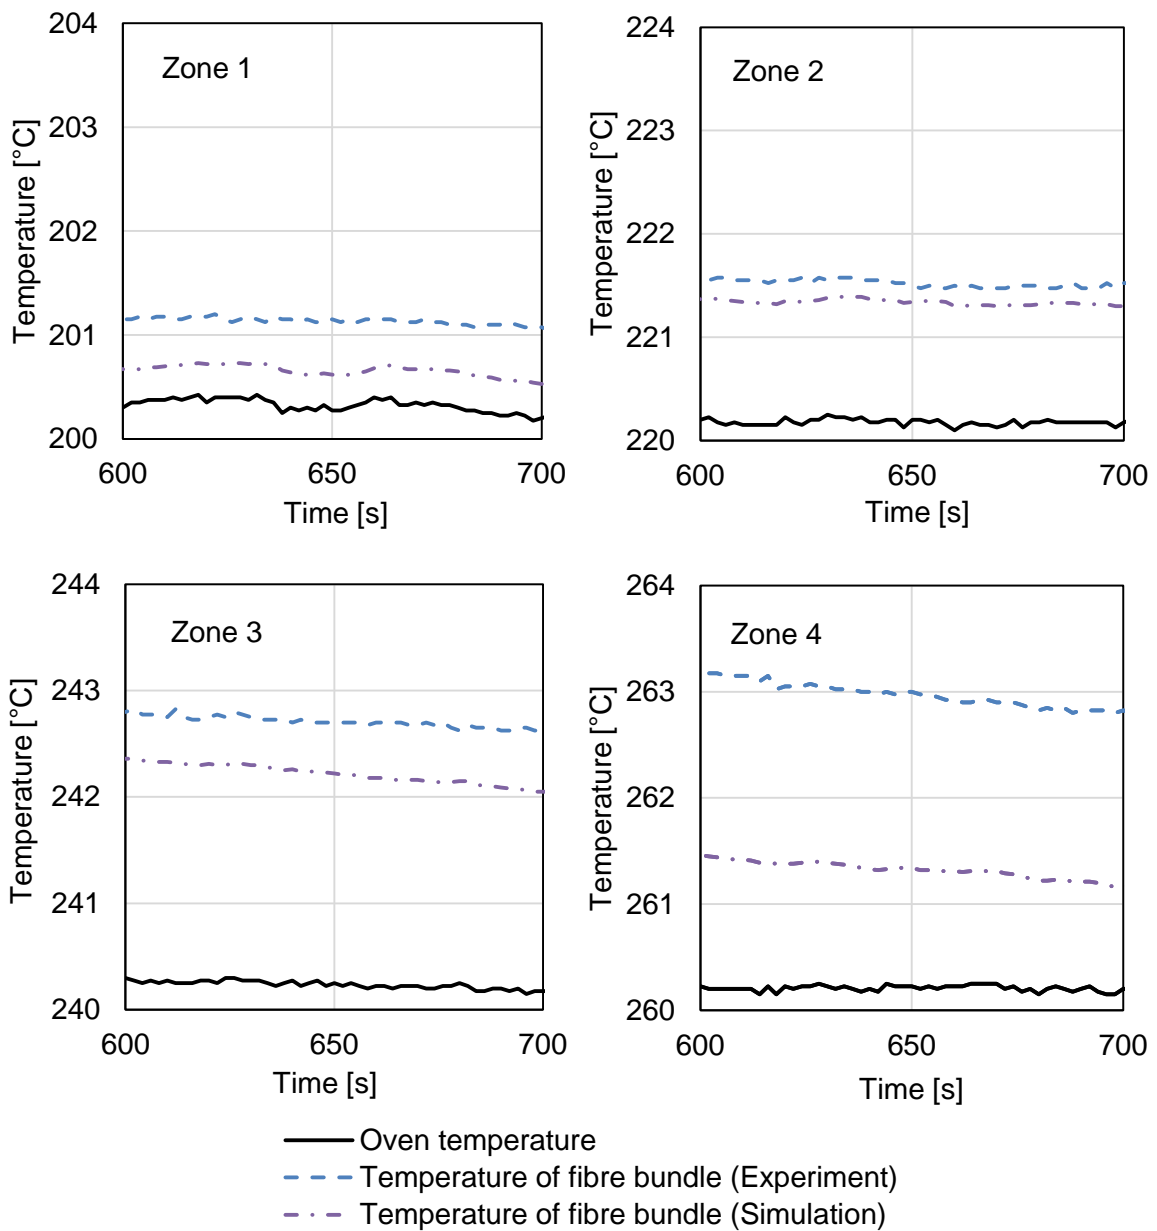 204
Zone 1
203
202
201
200
600
650
700
Temperature [°C]
Time [s]
224
Zone 2
223
222
221
220
600
650
700
Temperature [°C]
Time [s]
244
Zone 3
243
242
241
240
600
650
700
Temperature [°C]
Time [s]
264
Zone 4
263
262
261
260
600
650
700
Temperature [°C]
Time [s]
Oven temperature
Temperature of fibre bundle (Experiment)
Temperature of fibre bundle (Simulation)